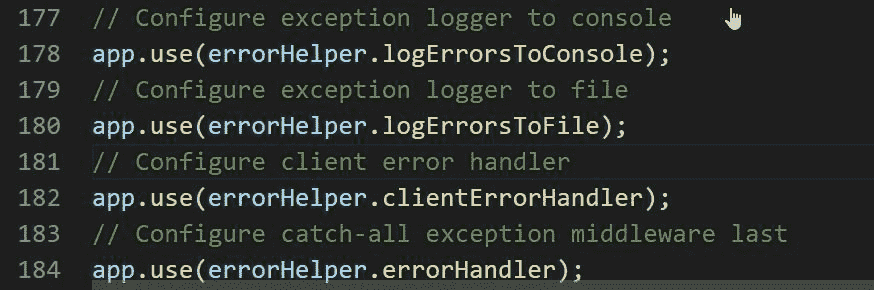 177 // Configure exception logger to console
178 app.use(errorHelper.logErrorsToConsole);
179 // Configure exception logger to file
180 app.use(errorHelper.logErrorsToFile);
181 // Configure client error handler
182 app.use(errorHelper.clientErrorHandler);
183 // Configure catch-all exception middleware last
184 app.use(errorHelper.errorHandler);